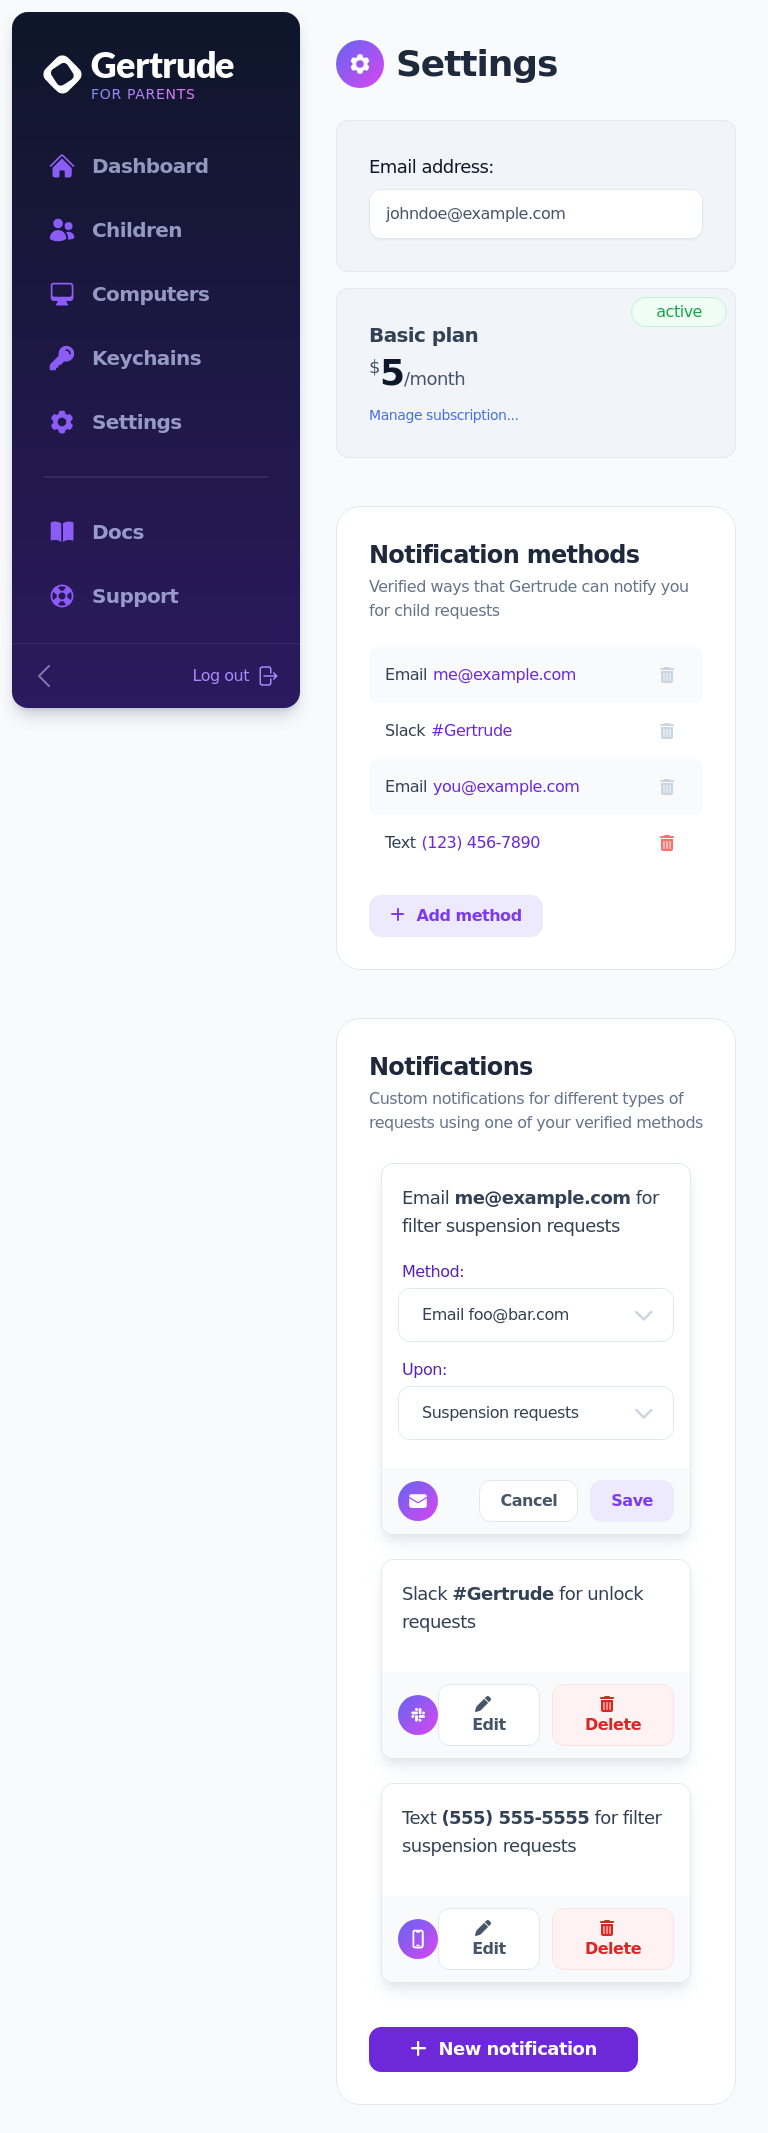 Gertrude
FOR PARENTS
Dashboard
Children
Computers
Keychains
Settings
Docs
Support
Log out
Settings
Email address:
johndoe@example.com
active
Basic plan
$5/month
Manage subscription...
Notification methods
Verified ways that Gertrude can notify you
for child requests
Email me@example.com
Slack #Gertrude
Email you@example.com
Text (123) 456-7890
+ Add method
Notifications
Custom notifications for different types of
requests using one of your verified methods
Email me@example.com for
filter suspension requests
Method:
Email foo@bar.com
Upon:
Suspension requests
Cancel Save
Slack #Gertrude for unlock
requests
Edit Delete
Text (555) 555-5555 for filter
suspension requests
Edit Delete
+ New notification